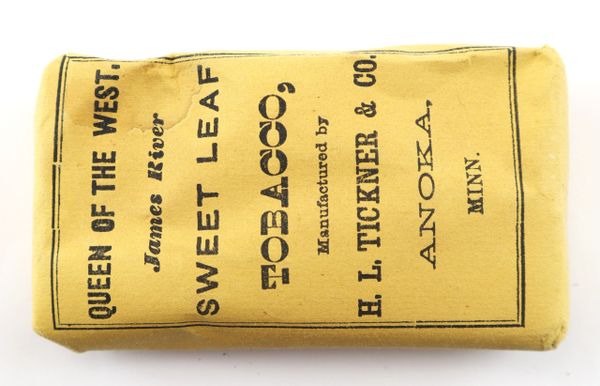 QUEEN OF THE WEST.
James River
SWEET LEAF
TOBACCO,
Manufactured by
H. L. TICKNER & CO.
ANOKA,
MINN.